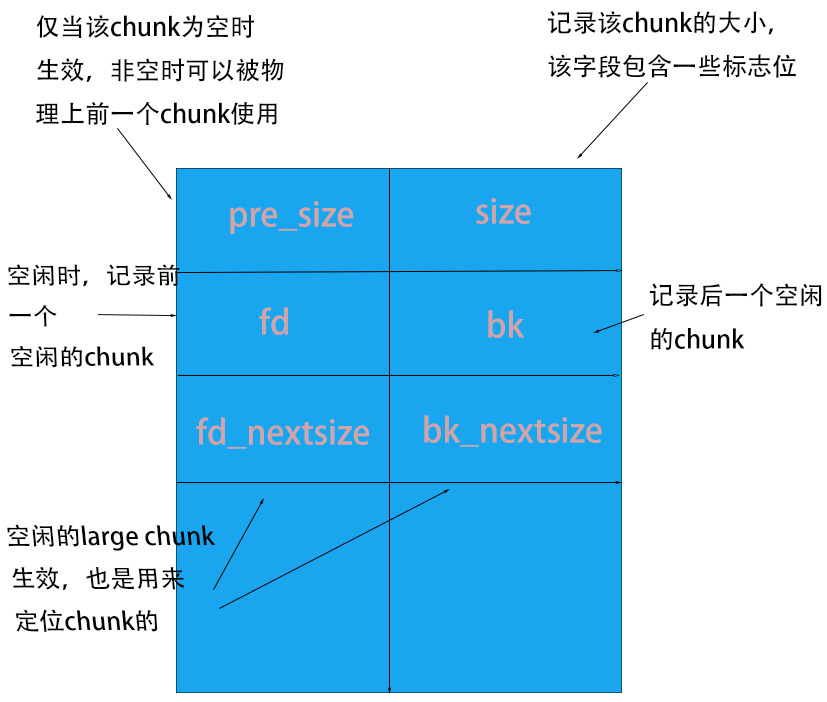 仅当该chunk为空时
生效，非空时可以被物
理上前一个chunk使用
记录该chunk的大小，
该字段包含一些标志位
pre_size
size
空闲时，记录前
一个
空闲的chunk
fd
bk
记录后一个空闲
的chunk
fd_nextsize
bk_nextsize
空闲的large chunk
生效，也是用来
定位chunk的